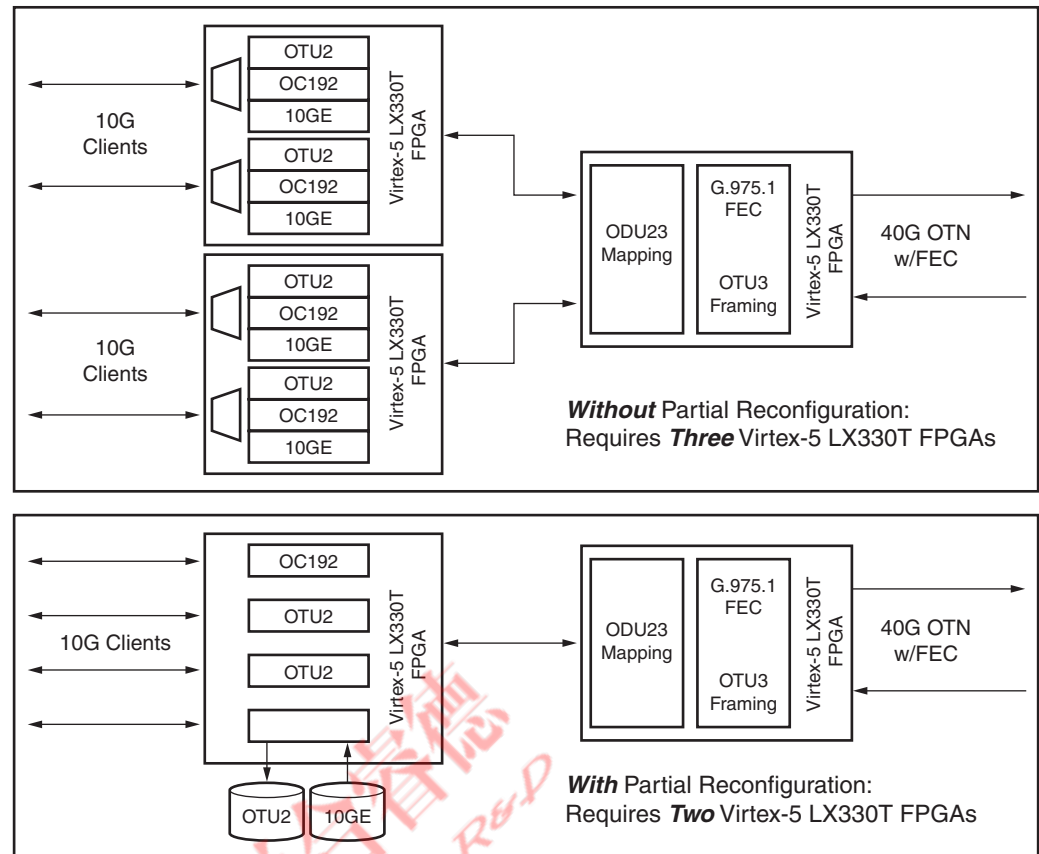 OTU2
OC192
10GE
OTU2
OC192
10GE
Virtex-5 LX330T
FPGA
10G
Clients
OTU2
OC192
10GE
OTU2
OC192
10GE
Virtex-5 LX330T
FPGA
10G
Clients
ODU23
Mapping
G.975.1
FEC
OTU3
Framing
Virtex-5 LX330T
FPGA
40G OTN
w/FEC
Without Partial Reconfiguration:
Requires Three Virtex-5 LX330T FPGAs
10G Clients
OC192
OTU2
OTU2
Virtex-5 LX330T
FPGA
OTU2
10GE
ODU23
Mapping
G.975.1
FEC
OTU3
Framing
Virtex-5 LX330T
FPGA
40G OTN
w/FEC
With Partial Reconfiguration:
Requires Two Virtex-5 LX330T FPGAs
睿德
R&D